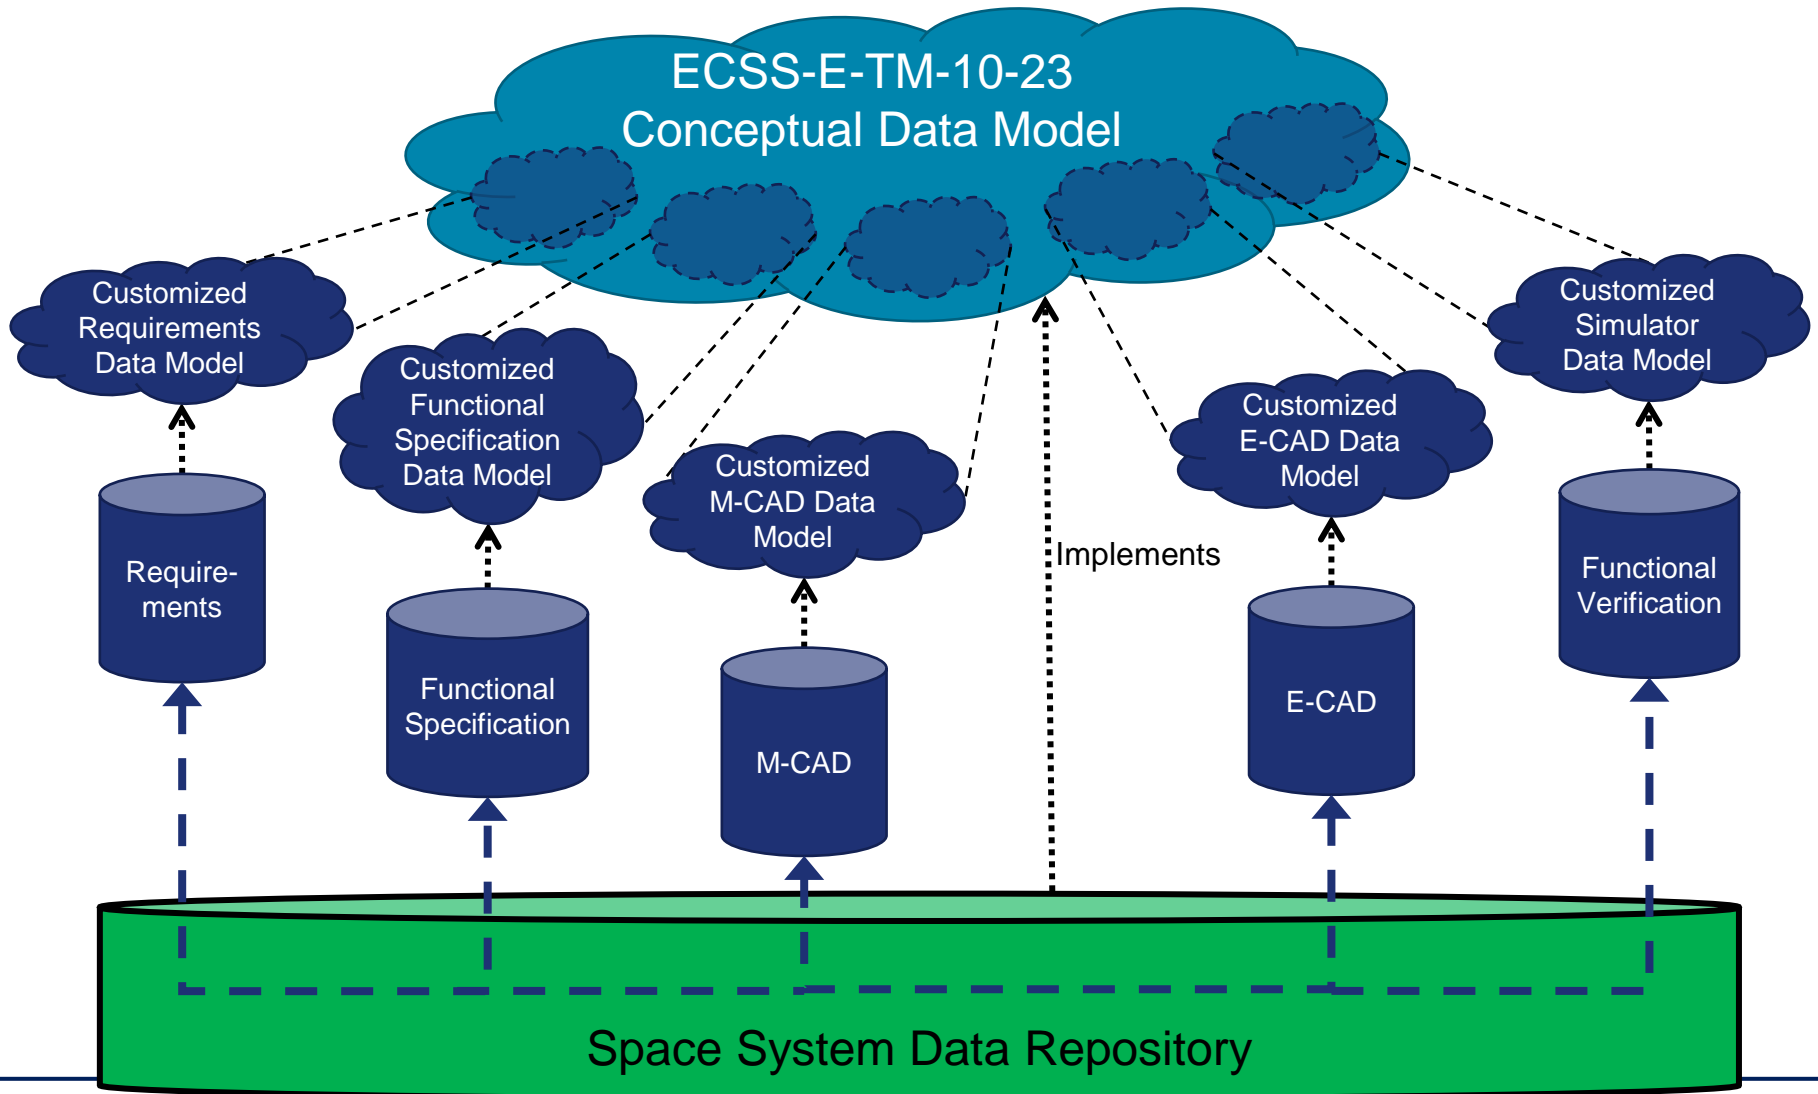 ECSS-E-TM-10-23
Conceptual Data Model
Customized
Requirements
Data Model
Customized
Functional
Specification
Data Model
Customized
M-CAD Data
Model
Customized
E-CAD Data
Model
Customized
Simulator
Data Model
Implements
Require-
ments
Functional
Specification
M-CAD
E-CAD
Functional
Verification
Space System Data Repository